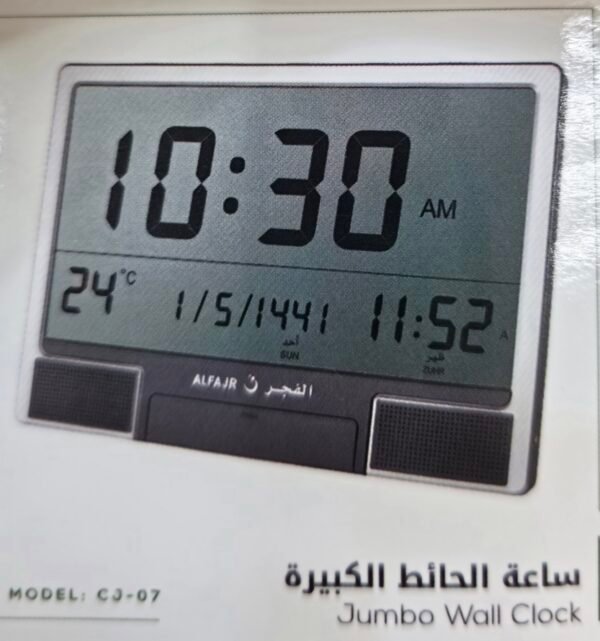 10:30 AM
24°C 1/5/1441 11:52 A
أحد ظهر
SUN ZUHR
ALFAJR الفجر
ساعة الحائط الكبيرة
MODEL: CJ-07
Jumbo Wall Clock